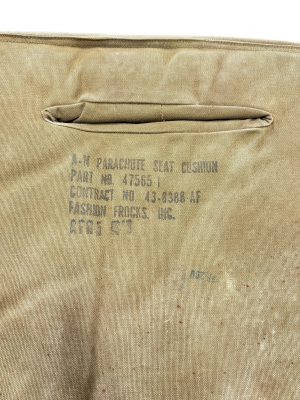 A-N PARACHUTE SEAT CUSHION
PART NO. 47565
CONTRACT NO. 43-8388-AF
FASHION FROCKS, INC.